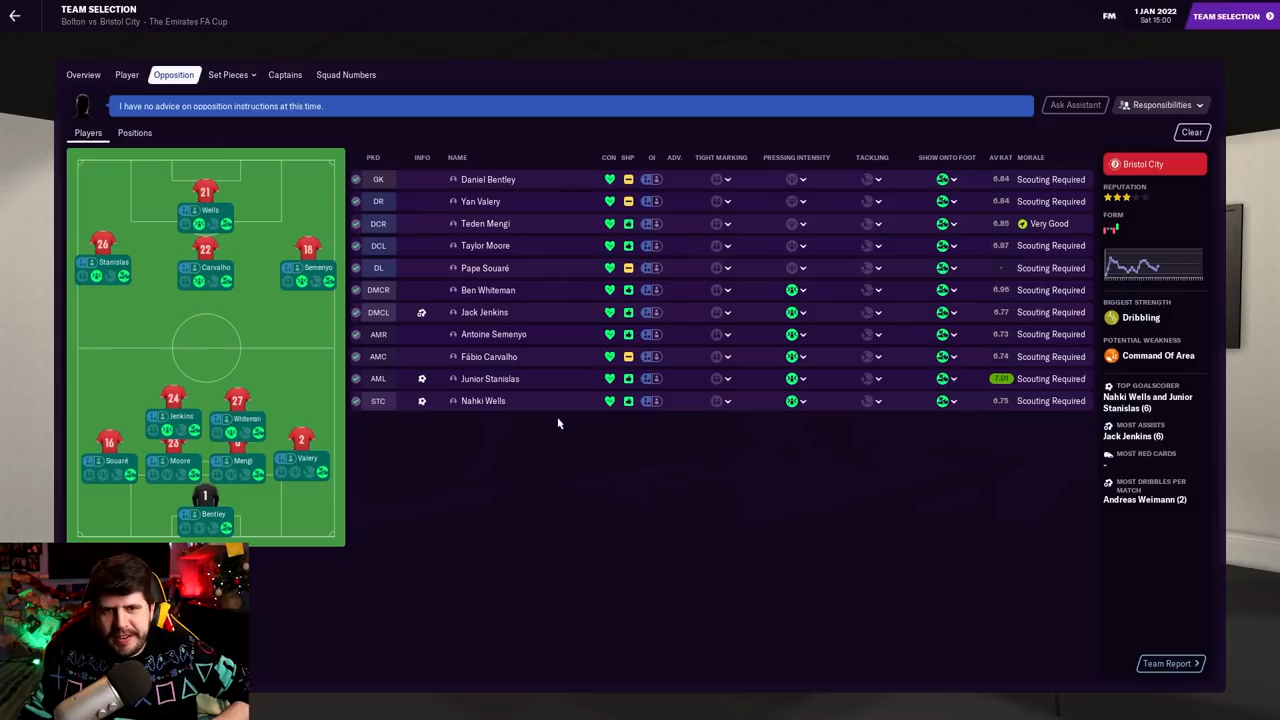 TEAM SELECTION
Bolton vs Bristol City - The Emirates FA Cup
FM
1 JAN 2022
Sat 15:00
TEAM SELECTION
Overview
Player
Opposition
Set Pieces
Captains
Squad Numbers
I have no advice on opposition instructions at this time.
Ask Assistant
Responsibilities
Players
Positions
Clear
21
Wells
26
Stanislas
22
Carvalho
18
Semenyo
24
Jenkins
27
Whiteman
16
Souaré
23
Moore
Mengi
2
Valery
1
Bentley
PKD INFO NAME CON SHP OI ADV. TIGHT MARKING PRESSING INTENSITY TACKLING SHOW ONTO FOOT AV RAT MORALE
GK Daniel Bentley 6.84 Scouting Required
DR Yan Valery 6.84 Scouting Required
DCR Teden Mengi 6.85 Very Good
DCL Taylor Moore 6.87 Scouting Required
DL Pape Souaré - Scouting Required
DMCR Ben Whiteman 6.96 Scouting Required
DMCL Jack Jenkins 6.77 Scouting Required
AMR Antoine Semenyo 6.73 Scouting Required
AMC Fábio Carvalho 6.74 Scouting Required
AML Junior Stanislas 7.01 Scouting Required
STC Nahki Wells 6.75 Scouting Required
Bristol City
REPUTATION
FORM
BIGGEST STRENGTH
Dribbling
POTENTIAL WEAKNESS
Command Of Area
TOP GOALSCORER
Nahki Wells and Junior
Stanislas (6)
MOST ASSISTS
Jack Jenkins (6)
MOST RED CARDS
-
MOST DRIBBLES PER
MATCH
Andreas Weimann (2)
Team Report